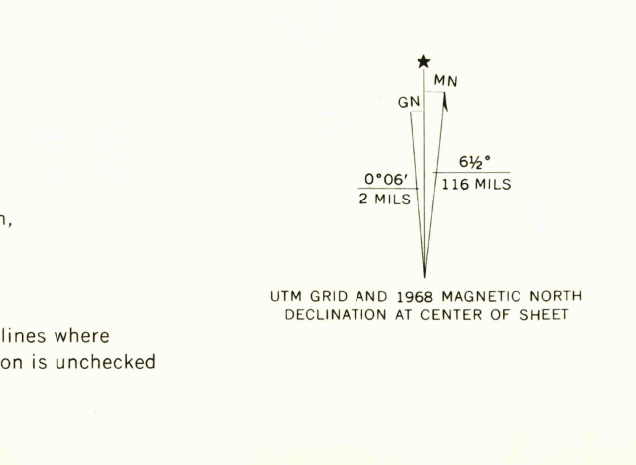 MN
GN
6½°
116 MILS
0°06′
2 MILS
n,
UTM GRID AND 1968 MAGNETIC NORTH
DECLINATION AT CENTER OF SHEET
lines where
on is unchecked